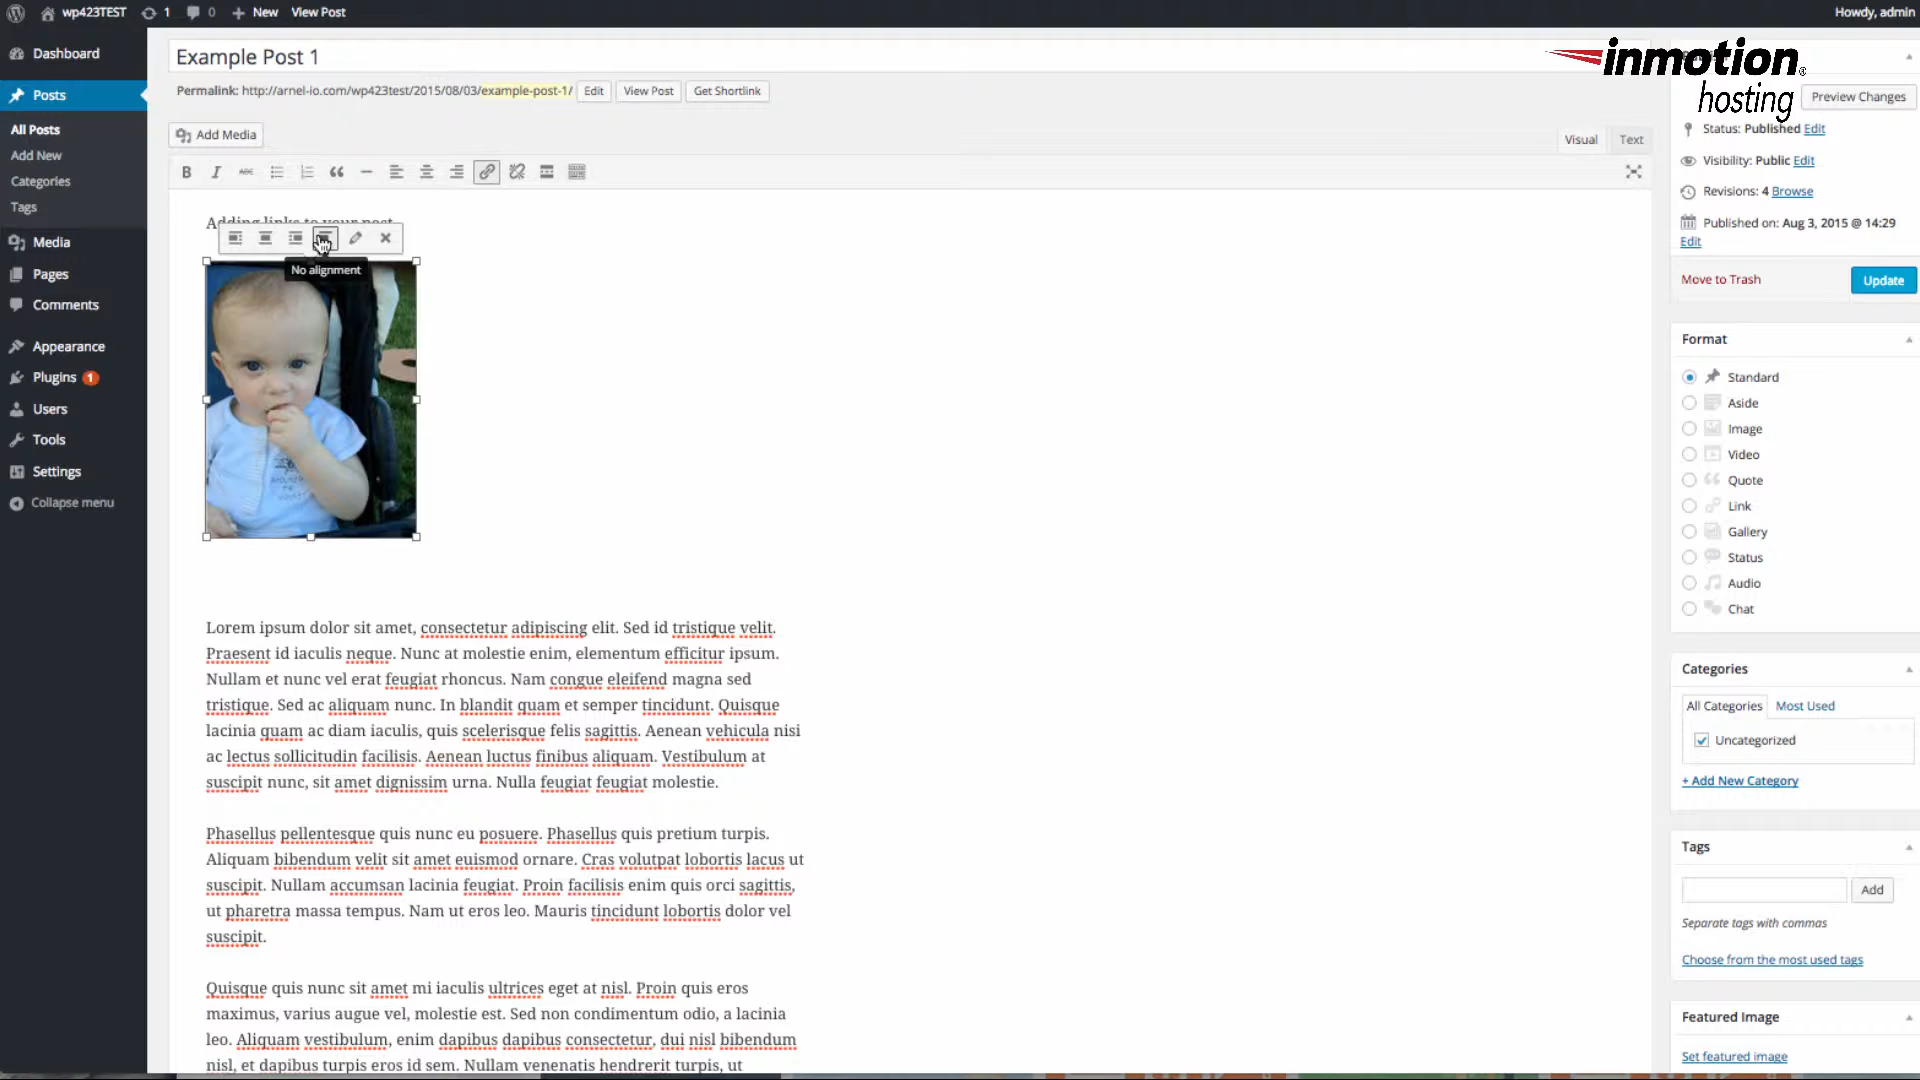 wp423TEST 1 0 New View Post Howdy, admin
Dashboard
Posts
All Posts
Add New
Categories
Tags
Media
Pages
Comments
Appearance
Plugins 1
Users
Tools
Settings
Collapse menu
Example Post 1
Permalink: http://arnel-io.com/wp423test/2015/08/03/example-post-1/ Edit View Post Get Shortlink
Add Media
Visual Text
B I ABC
Adding links to your post
No alignment
Lorem ipsum dolor sit amet, consectetur adipiscing elit. Sed id tristique velit.
Praesent id iaculis neque. Nunc at molestie enim, elementum efficitur ipsum.
Nullam et nunc vel erat feugiat rhoncus. Nam congue eleifend magna sed
tristique. Sed ac aliquam nunc. In blandit quam et semper tincidunt. Quisque
lacinia quam ac diam iaculis, quis scelerisque felis sagittis. Aenean vehicula nisi
ac lectus sollicitudin facilisis. Aenean luctus finibus aliquam. Vestibulum at
suscipit nunc, sit amet dignissim urna. Nulla feugiat feugiat molestie.
Phasellus pellentesque quis nunc eu posuere. Phasellus quis pretium turpis.
Aliquam bibendum velit sit amet euismod ornare. Cras volutpat lobortis lacus ut
suscipit. Nullam accumsan lacinia feugiat. Proin facilisis enim quis orci sagittis,
ut pharetra massa tempus. Nam ut eros leo. Mauris tincidunt lobortis dolor vel
suscipit.
Quisque quis nunc sit amet mi iaculis ultrices eget at nisl. Proin quis eros
maximus, varius augue vel, molestie est. Sed non condimentum odio, a lacinia
leo. Aliquam vestibulum, enim dapibus dapibus consectetur, dui nisl bibendum
nisl, et dapibus turpis eros id sem. Nullam venenatis hendrerit turpis, ut
inmotion®
hosting
Preview Changes
Status: Published Edit
Visibility: Public Edit
Revisions: 4 Browse
Published on: Aug 3, 2015 @ 14:29
Edit
Move to Trash Update
Format
Standard
Aside
Image
Video
Quote
Link
Gallery
Status
Audio
Chat
Categories
All Categories Most Used
Uncategorized
+ Add New Category
Tags
Add
Separate tags with commas
Choose from the most used tags
Featured Image
Set featured image